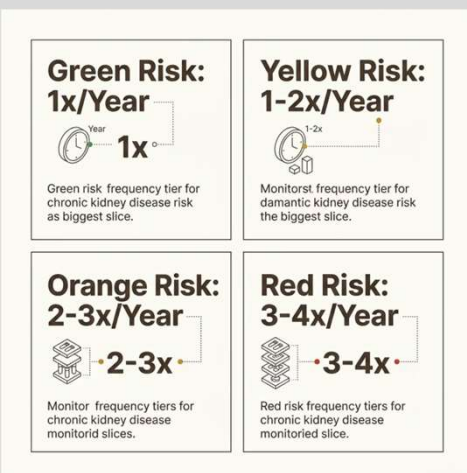 Green Risk:
1x/Year
Year
1x
Green risk frequency tier for
chronic kidney disease risk
as biggest slice.
Yellow Risk:
1-2x/Year
1-2x
Monitorst frequency tier for
damantic kidney disease risk
the biggest slice.
Orange Risk:
2-3x/Year
2-3x
Monitor frequency tiers for
chronic kidney disease
monitorid slices.
Red Risk:
3-4x/Year
3-4x
Red risk frequency tiers for
chronic kidney disease
monitoried slice.